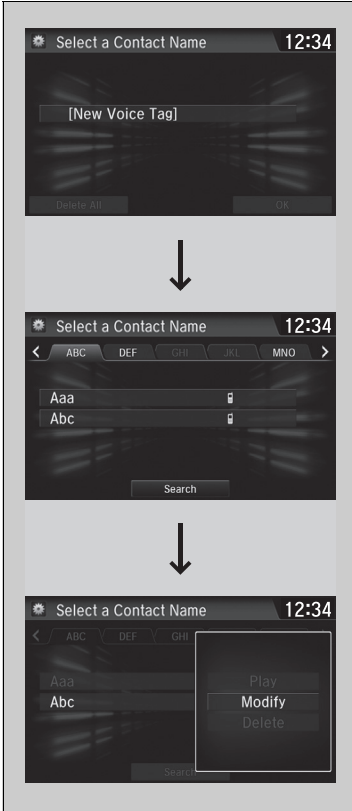 Select a Contact Name 12:34
[New Voice Tag]
Delete All OK
Select a Contact Name 12:34
ABC DEF GHI JKL MNO
Aaa
Abc
Search
Select a Contact Name 12:34
ABC DEF GHI
Aaa Play
Abc Modify
Delete
Search